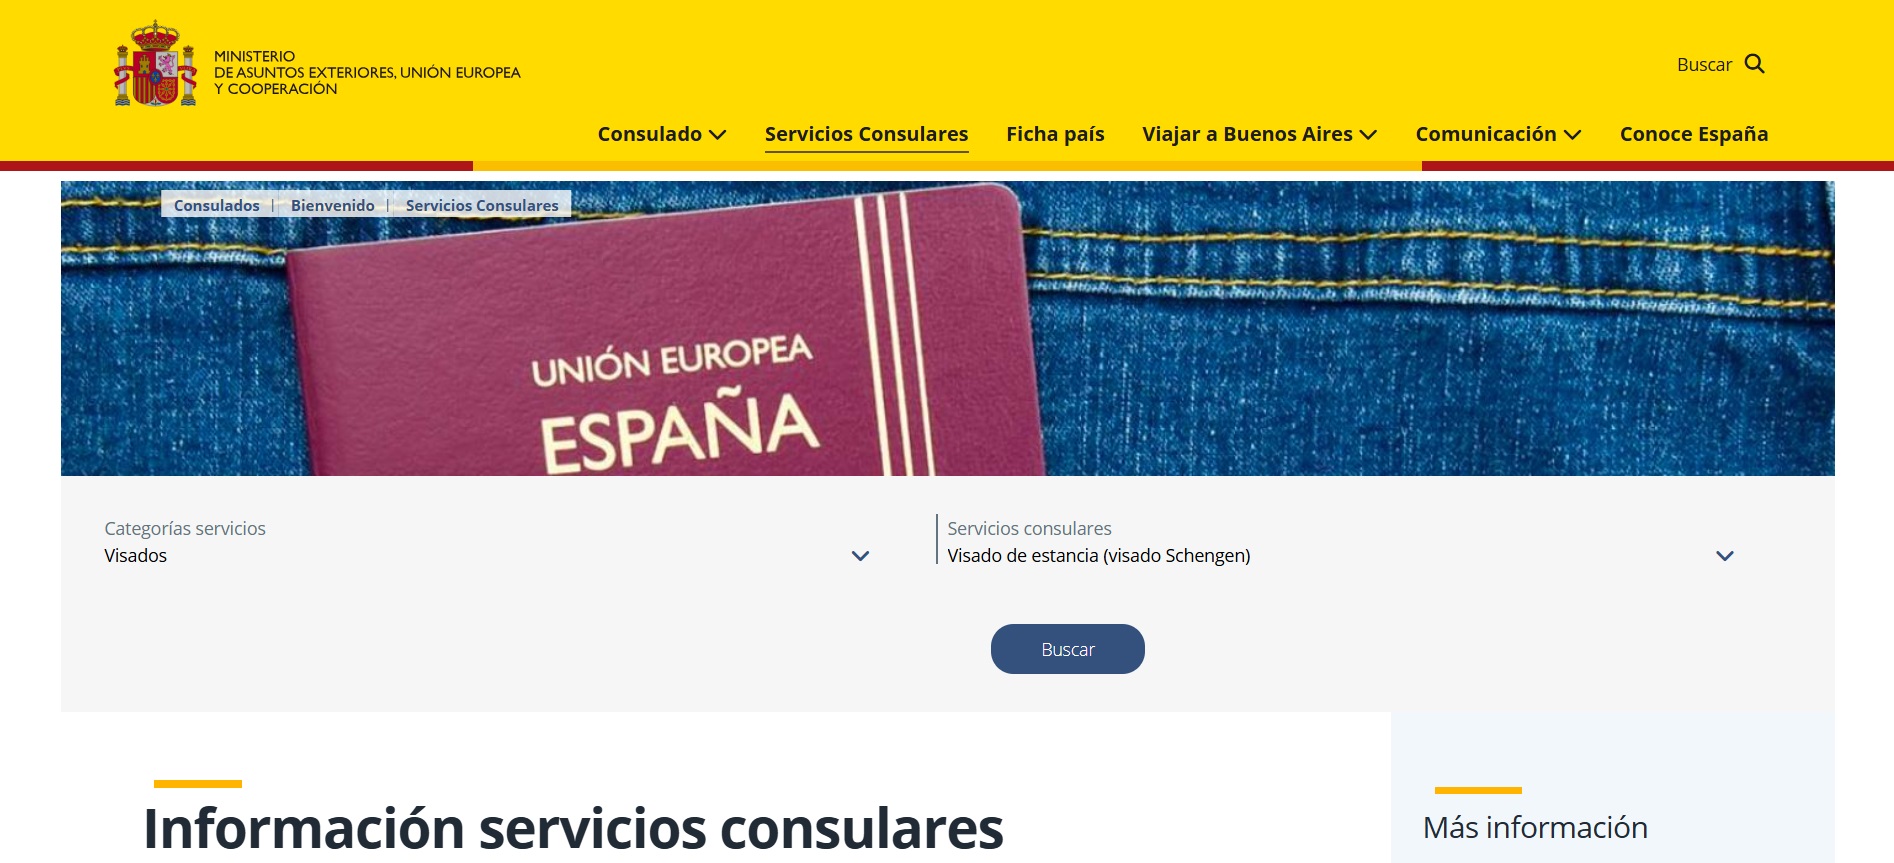 MINISTERIO
DE ASUNTOS EXTERIORES, UNIÓN EUROPEA
Y COOPERACIÓN
Buscar
Consulado Servicios Consulares Ficha país Viajar a Buenos Aires Comunicación Conoce España
Consulados | Bienvenido | Servicios Consulares
UNIÓN EUROPEA
ESPAÑA
Categorías servicios
Visados
Servicios consulares
Visado de estancia (visado Schengen)
Buscar
Información servicios consulares
Más información